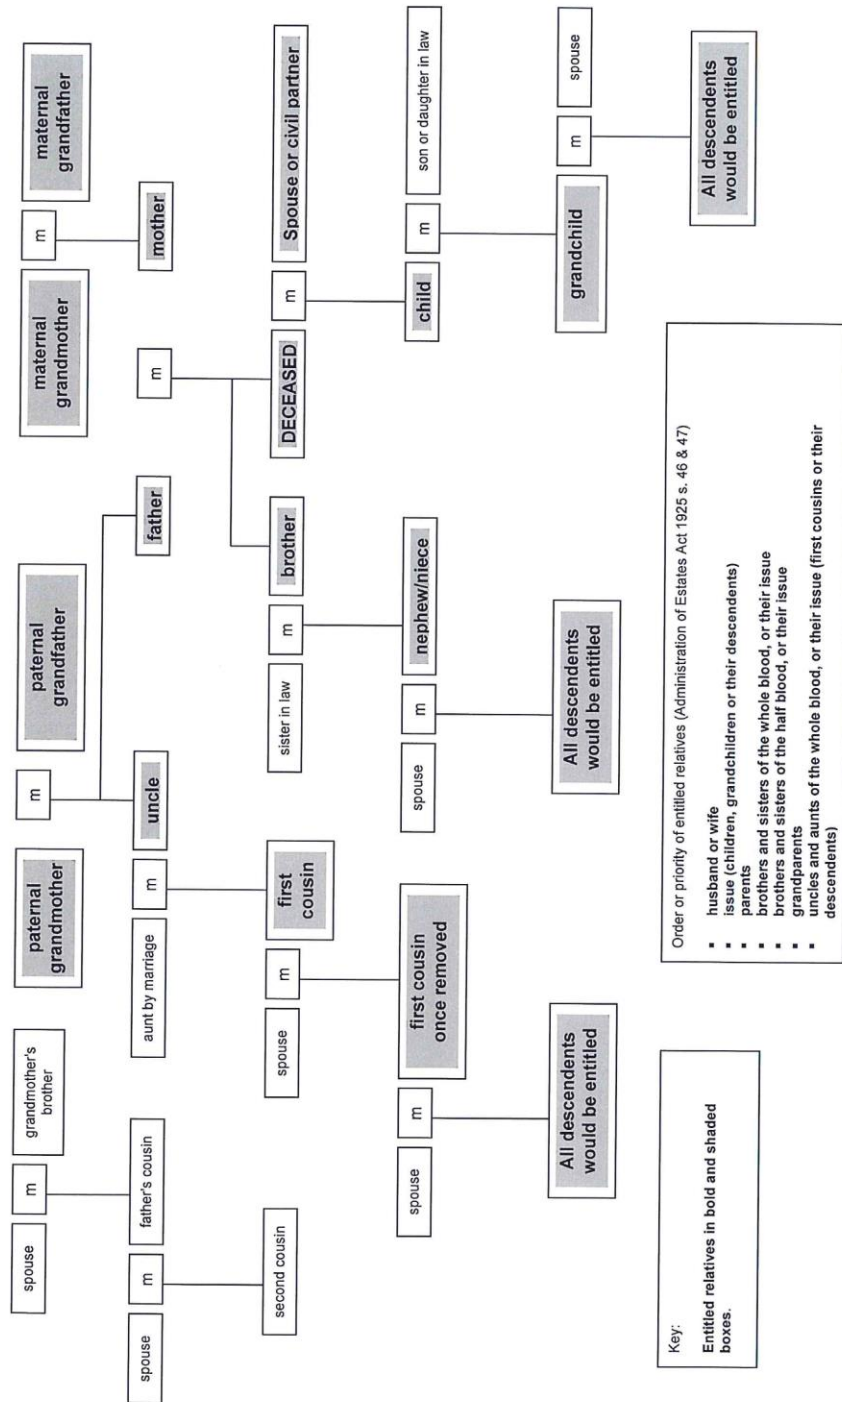 spouse
m
grandmother's
brother
paternal
grandmother
m
paternal
grandfather
maternal
grandmother
m
maternal
grandfather
spouse
m
father's cousin
aunt by marriage
m
uncle
father
m
mother
second cousin
spouse
m
first
cousin
sister in law
m
brother
DECEASED
m
Spouse or civil partner
spouse
m
first cousin
once removed
spouse
m
nephew/niece
child
m
son or daughter in law
All descendents
would be entitled
All descendents
would be entitled
grandchild
m
spouse
All descendents
would be entitled
Key:
Entitled relatives in bold and shaded
boxes.
Order or priority of entitled relatives (Administration of Estates Act 1925 s. 46 & 47)
▪ husband or wife
▪ issue (children, grandchildren or their descendents)
▪ parents
▪ brothers and sisters of the whole blood, or their issue
▪ brothers and sisters of the half blood, or their issue
▪ grandparents
▪ uncles and aunts of the whole blood, or their issue (first cousins or their
descendents)